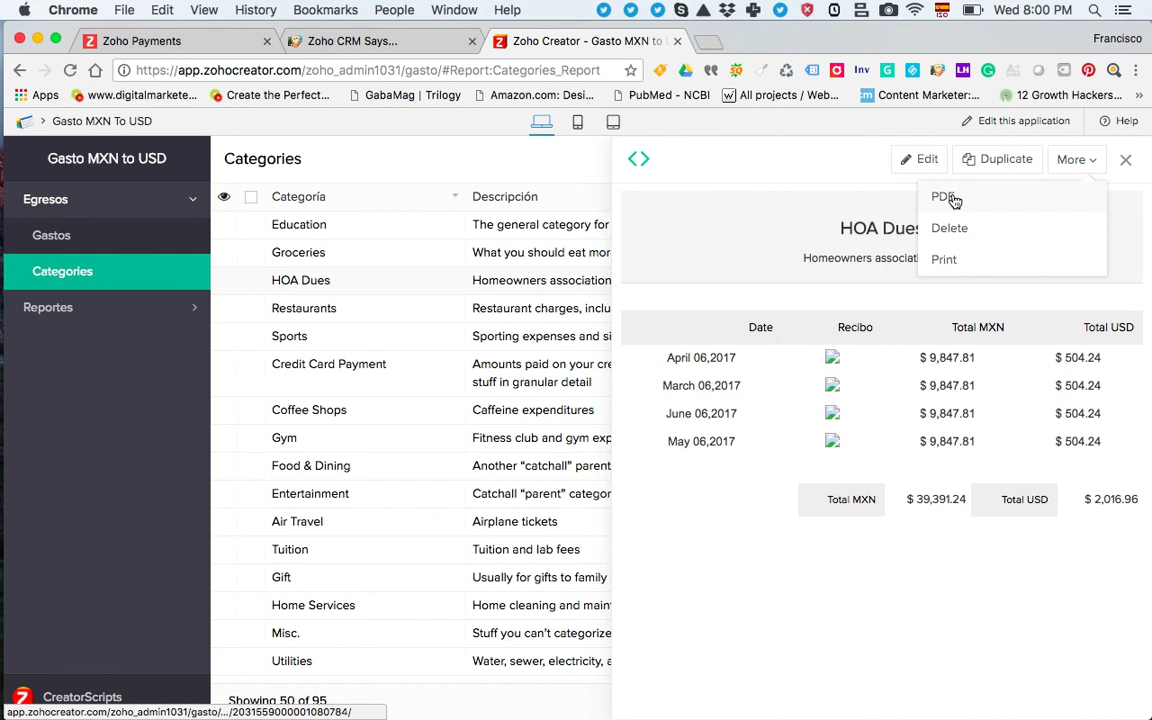 Chrome File Edit View History Bookmarks People Window Help Wed 8:00 PM
Zoho Payments Zoho CRM Says... Zoho Creator - Gasto MXN to Francisco
https://app.zohocreator.com/zoho_admin1031/gasto/#Report:Categories_Report
Apps www.digitalmarkete... Create the Perfect... GabaMag | Trilogy Amazon.com: Desi... PubMed - NCBI All projects / Web... Content Marketer:... 12 Growth Hackers... »
Gasto MXN To USD Edit this application Help
Gasto MXN to USD
Egresos
Gastos
Categories
Reportes
CreatorScripts
Categories
Categoría Descripción
Education The general category for
Groceries What you should eat mor
HOA Dues Homeowners association
Restaurants Restaurant charges, inclu
Sports Sporting expenses and si
Credit Card Payment Amounts paid on your cre
stuff in granular detail
Coffee Shops Caffeine expenditures
Gym Fitness club and gym exp
Food & Dining Another “catchall” parent
Entertainment Catchall “parent” categor
Air Travel Airplane tickets
Tuition Tuition and lab fees
Gift Usually for gifts to family
Home Services Home cleaning and main
Misc. Stuff you can’t categorize
Utilities Water, sewer, electricity, a
Showing 50 of 95
Edit Duplicate More
PDF
Delete
Print
HOA Dues
Homeowners associati
Date Recibo Total MXN Total USD
April 06,2017 $ 9,847.81 $ 504.24
March 06,2017 $ 9,847.81 $ 504.24
June 06,2017 $ 9,847.81 $ 504.24
May 06,2017 $ 9,847.81 $ 504.24
Total MXN $ 39,391.24 Total USD $ 2,016.96
app.zohocreator.com/zoho_admin1031/gasto/.../2031559000001080784/